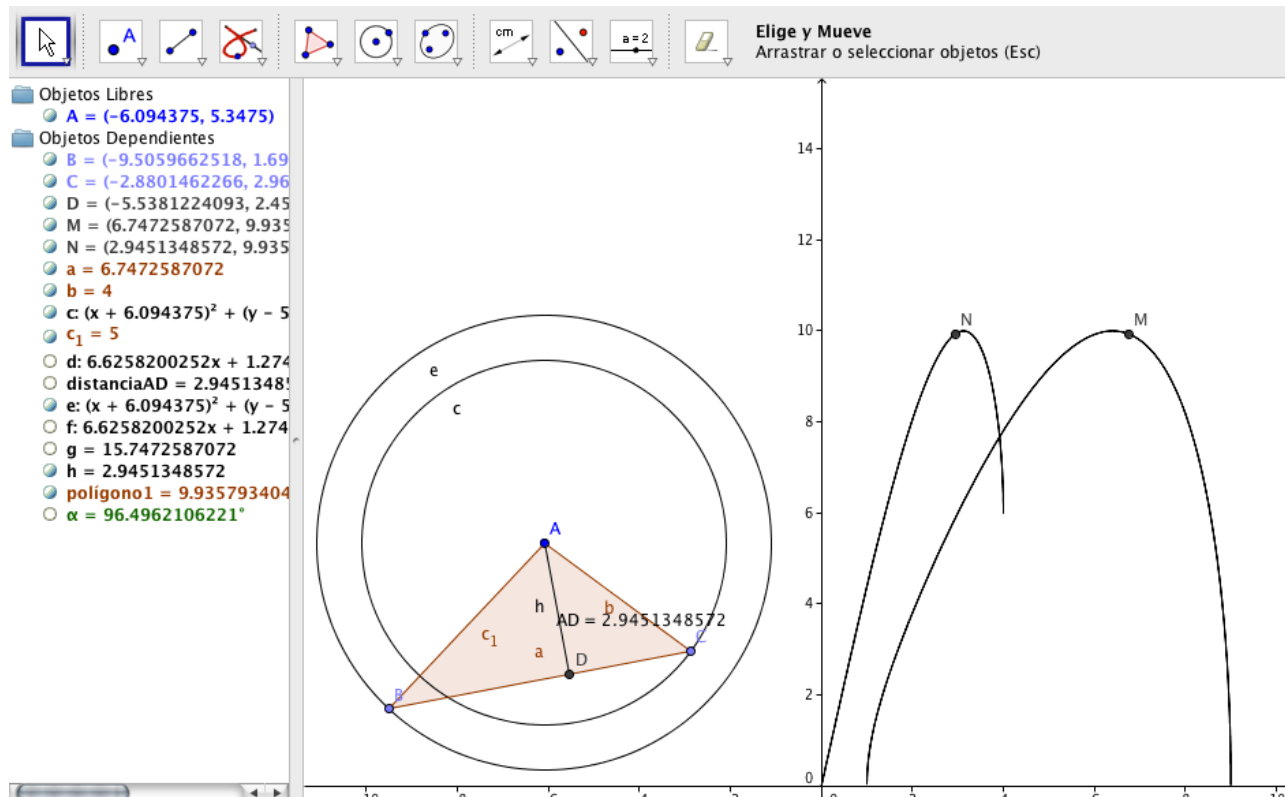 A
cm
a=2
Elige y Mueve
Arrastrar o seleccionar objetos (Esc)
Objetos Libres
A = (-6.094375, 5.3475)
Objetos Dependientes
B = (-9.5059662518, 1.69
C = (-2.8801462266, 2.96
D = (-5.5381224093, 2.45
M = (6.7472587072, 9.935
N = (2.9451348572, 9.935
a = 6.7472587072
b = 4
c: (x + 6.094375)² + (y - 5
c₁ = 5
d: 6.6258200252x + 1.274
distanciaAD = 2.9451348
e: (x + 6.094375)² + (y - 5
f: 6.6258200252x + 1.274
g = 15.7472587072
h = 2.9451348572
polígono1 = 9.935793404
α = 96.4962106221°
e
c
A
h
b
AD = 2.9451348572
c₁
a
D
C
B
14
12
10
8
6
4
2
0
N
M